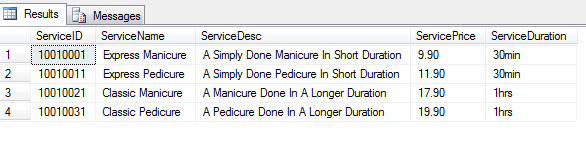 Results Messages
ServiceID ServiceName ServiceDesc ServicePrice ServiceDuration
1 10010001 Express Manicure A Simply Done Manicure In Short Duration 9.90 30min
2 10010011 Express Pedicure A Simply Done Pedicure In Short Duration 11.90 30min
3 10010021 Classic Manicure A Manicure Done In A Longer Duration 17.90 1hrs
4 10010031 Classic Pedicure A Pedicure Done In A Longer Duration 19.90 1hrs